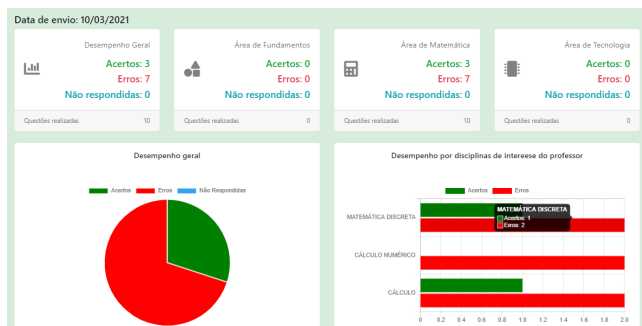 Data de envio: 10/03/2021
Desempenho Geral
Acertos: 3
Erros: 7
Não respondidas: 0
Questões realizadas 10
Área de Fundamentos
Acertos: 0
Erros: 0
Não respondidas: 0
Questões realizadas 0
Área de Matemática
Acertos: 3
Erros: 7
Não respondidas: 0
Questões realizadas 10
Área de Tecnologia
Acertos: 0
Erros: 0
Não respondidas: 0
Questões realizadas 0
Desempenho geral
Acertos Erros Não Respondidas
Desempenho por disciplinas de intereese do professor
Acertos Erros
MATEMÁTICA DISCRETA
MATEMÁTICA DISCRETA
Acertos: 1
Erros: 2
CÁLCULO NUMÉRICO
CÁLCULO
0 0.2 0.4 0.6 0.8 1.0 1.2 1.4 1.6 1.8 2.0